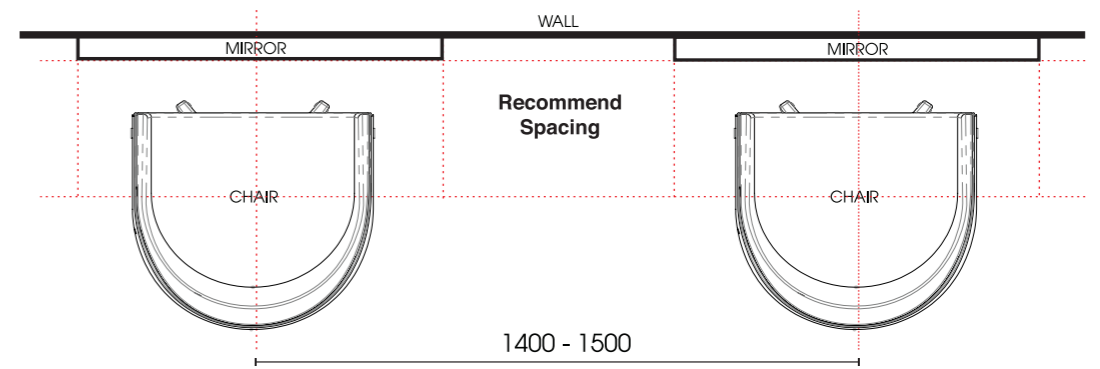 WALL
MIRROR
MIRROR
Recommend
Spacing
CHAIR
CHAIR
1400 - 1500